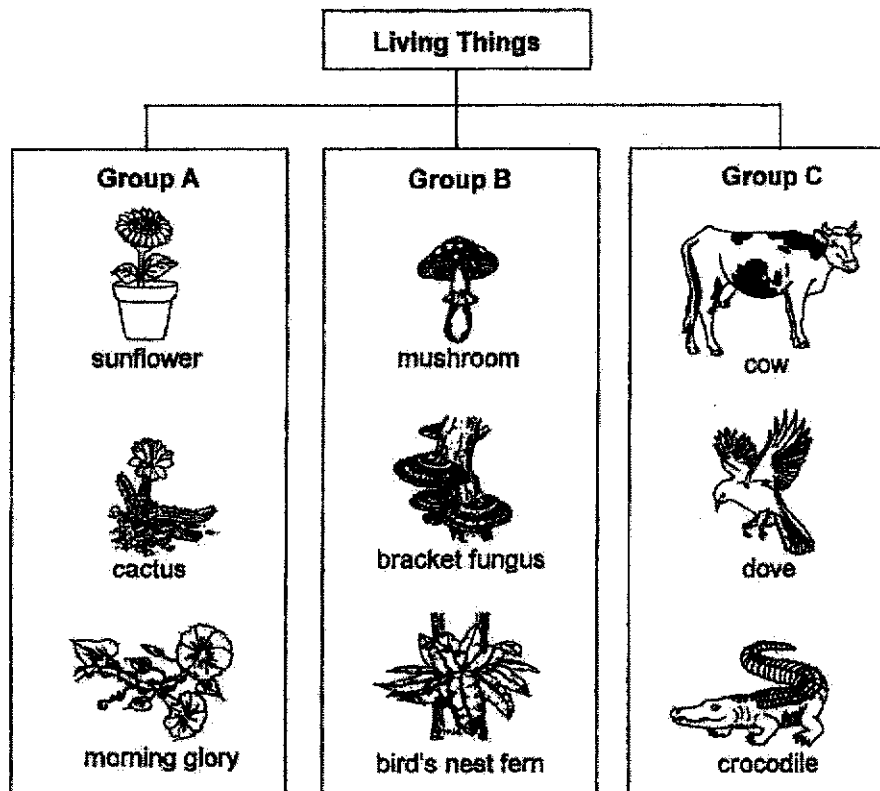 Living Things
Group A
sunflower
cactus
morning glory
Group B
mushroom
bracket fungus
bird's nest fern
Group C
cow
dove
crocodile